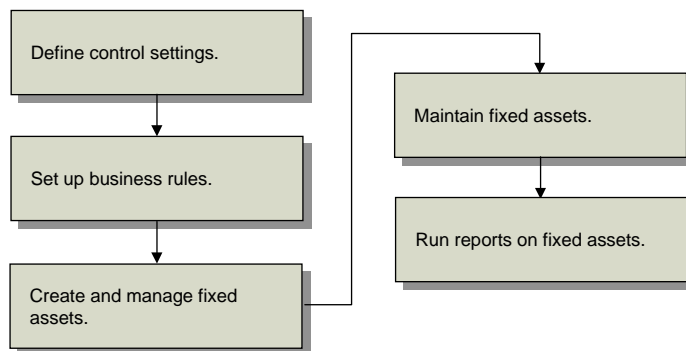 Define control settings.
Set up business rules.
Create and manage fixed
assets.
Maintain fixed assets.
Run reports on fixed assets.